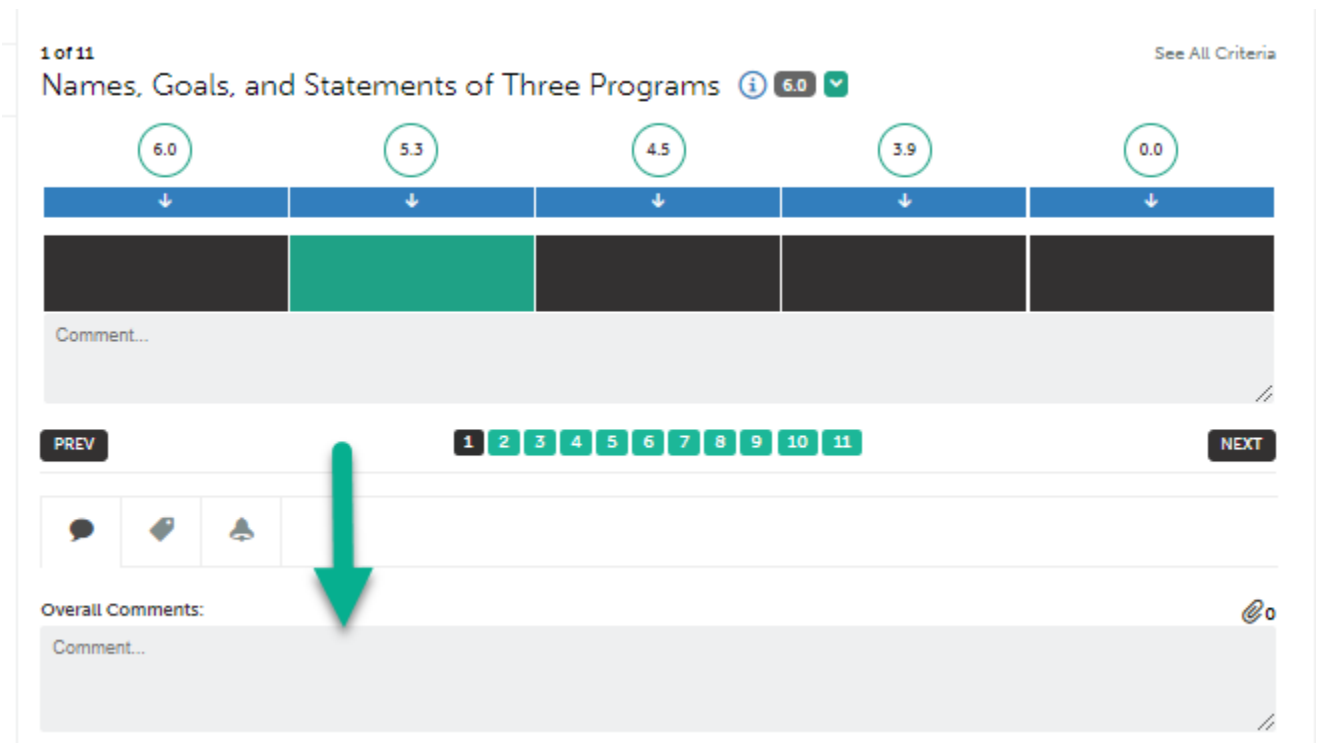 1 of 11
See All Criteria
Names, Goals, and Statements of Three Programs i 6.0
6.0 5.3 4.5 3.9 0.0
Comment...
PREV 1 2 3 4 5 6 7 8 9 10 11 NEXT
Overall Comments: 0
Comment...